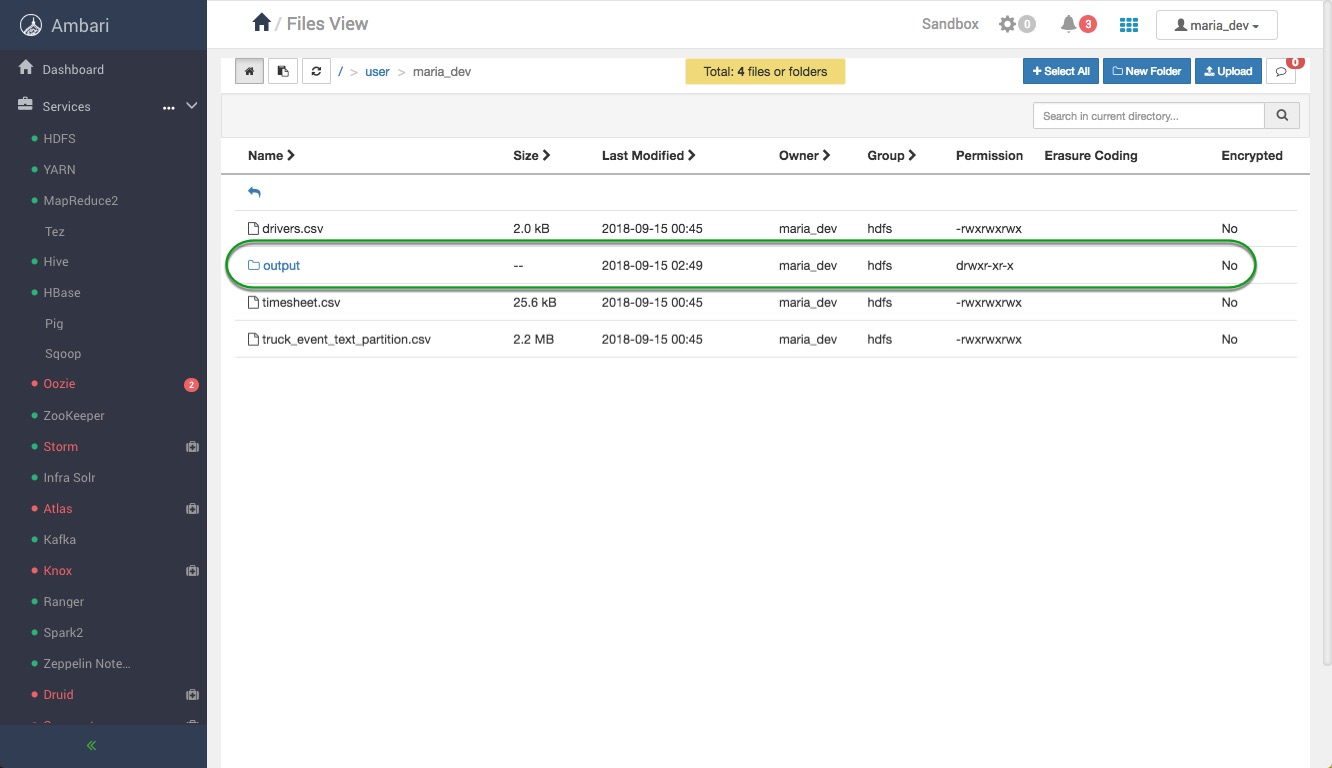 Ambari
Dashboard
Services
HDFS
YARN
MapReduce2
Tez
Hive
HBase
Pig
Sqoop
Oozie 2
ZooKeeper
Storm
Infra Solr
Atlas
Kafka
Knox
Ranger
Spark2
Zeppelin Note...
Druid
«
/ Files View
Sandbox 0 3 maria_dev
/ > user > maria_dev
Total: 4 files or folders
+ Select All New Folder Upload 0
Search in current directory...
Name Size Last Modified Owner Group Permission Erasure Coding Encrypted
drivers.csv 2.0 kB 2018-09-15 00:45 maria_dev hdfs -rwxrwxrwx No
output -- 2018-09-15 02:49 maria_dev hdfs drwxr-xr-x No
timesheet.csv 25.6 kB 2018-09-15 00:45 maria_dev hdfs -rwxrwxrwx No
truck_event_text_partition.csv 2.2 MB 2018-09-15 00:45 maria_dev hdfs -rwxrwxrwx No